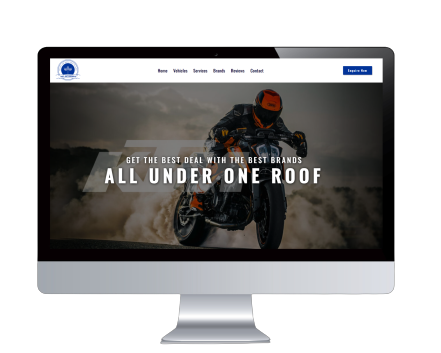 Home Vehicles Services Brands Reviews Contact
Enquire Now
GET THE BEST DEAL WITH THE BEST BRANDS
ALL UNDER ONE ROOF